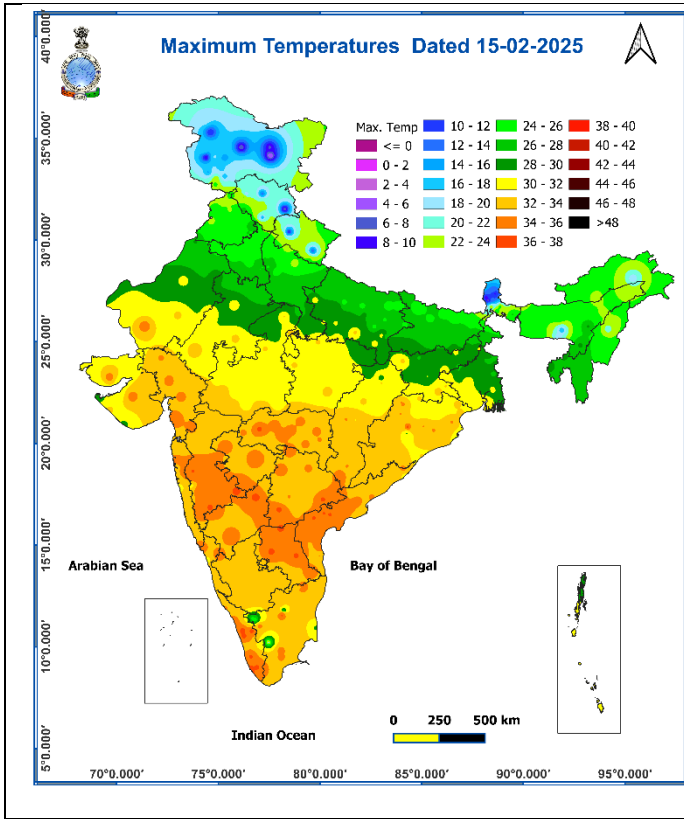 Maximum Temperatures Dated 15-02-2025
Max. Temp
<= 0
0 - 2
2 - 4
4 - 6
6 - 8
8 - 10
10 - 12
12 - 14
14 - 16
16 - 18
18 - 20
20 - 22
22 - 24
24 - 26
26 - 28
28 - 30
30 - 32
32 - 34
34 - 36
36 - 38
38 - 40
40 - 42
42 - 44
44 - 46
46 - 48
>48
40°0.000'
35°0.000'
30°0.000'
25°0.000'
20°0.000'
15°0.000'
10°0.000'
5°0.000'
Arabian Sea
Bay of Bengal
Indian Ocean
0 250 500 km
70°0.000' 75°0.000' 80°0.000' 85°0.000' 90°0.000' 95°0.000'